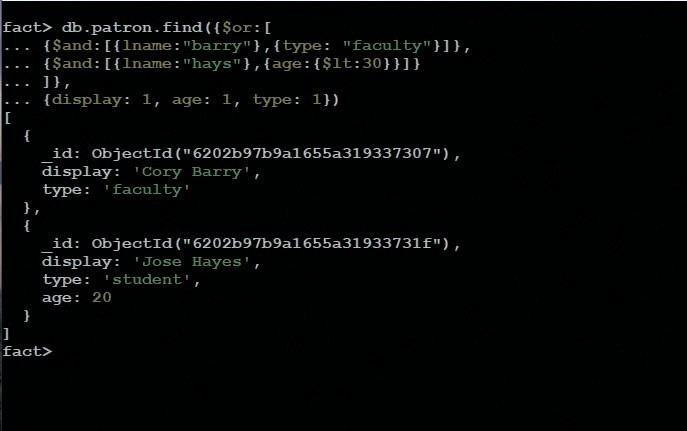 fact> db.patron.find({$or:[
... {$and:[{lname:"barry"},{type: "faculty"}]},
... {$and:[{lname:"hays"},{age:{$lt:30}}]}
... ]},
... {display: 1, age: 1, type: 1})
[
  {
    _id: ObjectId("6202b97b9a1655a319337307"),
    display: 'Cory Barry',
    type: 'faculty'
  },
  {
    _id: ObjectId("6202b97b9a1655a31933731f"),
    display: 'Jose Hayes',
    type: 'student',
    age: 20
  }
]
fact>